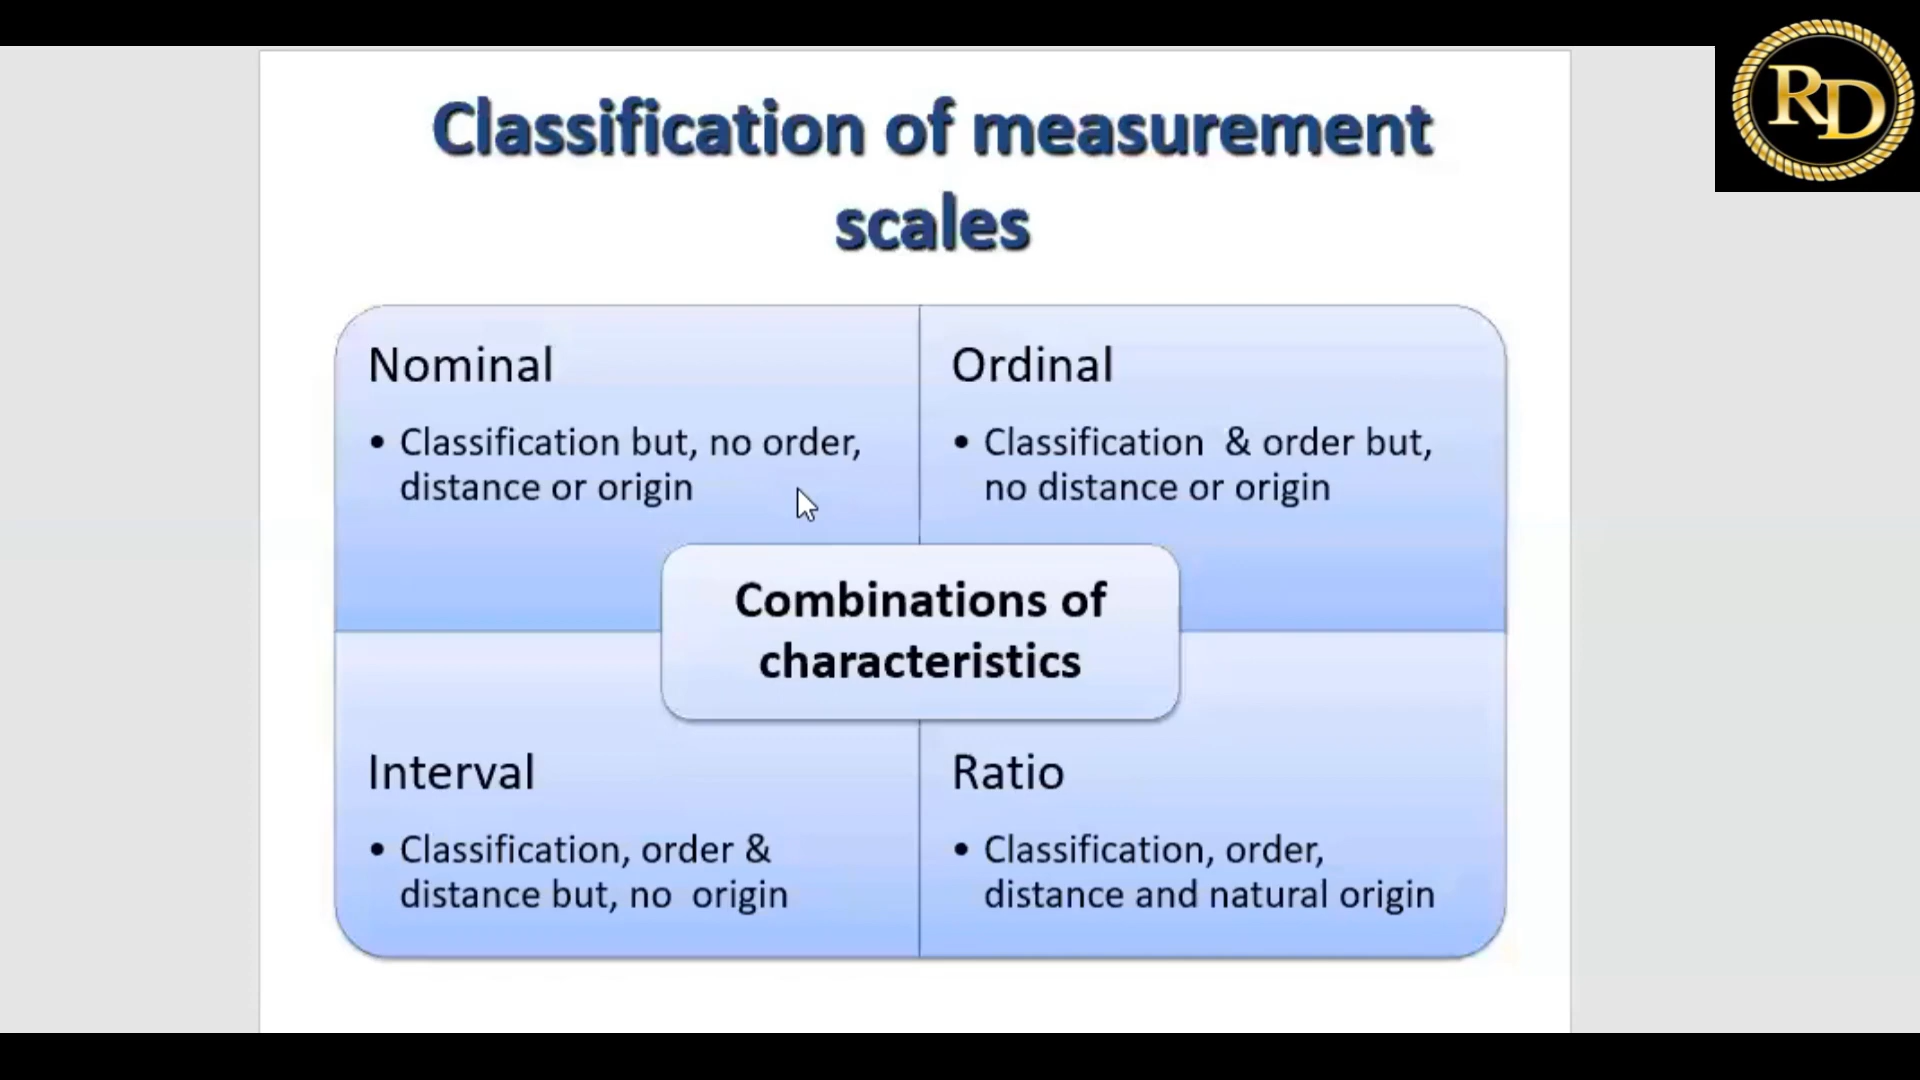 RD
Classification of measurement
scales
Nominal
• Classification but, no order,
distance or origin
Ordinal
• Classification & order but,
no distance or origin
Combinations of
characteristics
Interval
• Classification, order &
distance but, no origin
Ratio
• Classification, order,
distance and natural origin